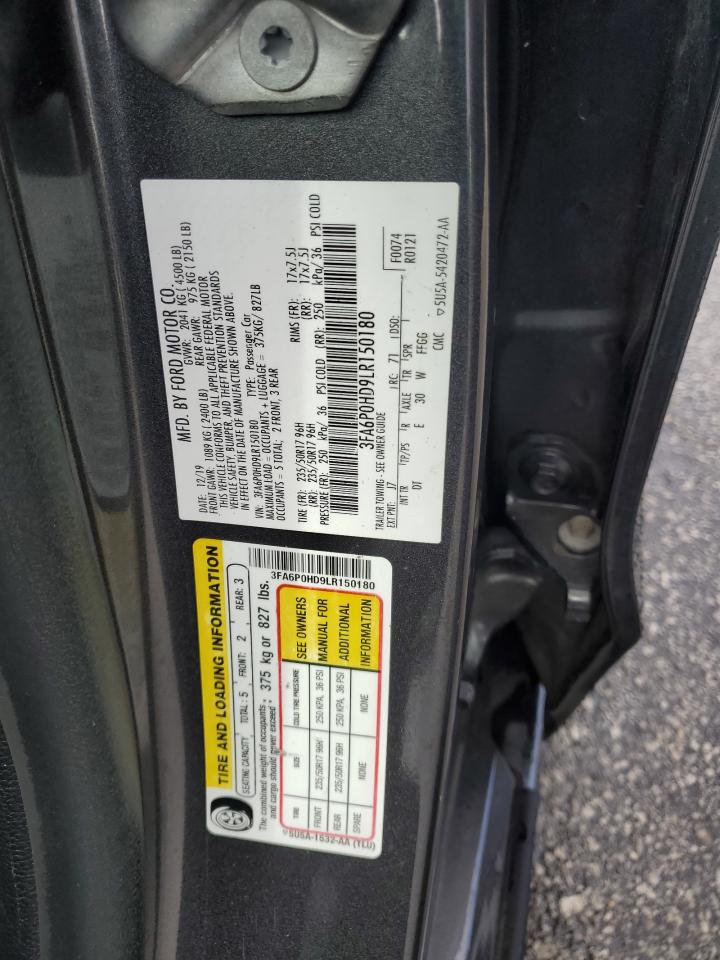 MFD. BY FORD MOTOR CO.
DATE: 12/19 GVWR: 2041 KG ( 4500 LB)
FRONT GAWR: 1089 KG ( 2400 LB) REAR GAWR: 975 KG ( 2150 LB)
THIS VEHICLE CONFORMS TO ALL APPLICABLE FEDERAL MOTOR
VEHICLE SAFETY, BUMPER, AND THEFT PREVENTION STANDARDS
IN EFFECT ON THE DATE OF MANUFACTURE SHOWN ABOVE.
VIN: 3FA6P0HD9LR150180 TYPE: Passenger Car
MAXIMUM LOAD = OCCUPANTS + LUGGAGE = 375KG/ 827LB
OCCUPANTS = 5 TOTAL; 2 FRONT, 3 REAR
TIRE (FR): 235/50R17 96H RIMS (FR): 17x7.5J
(RR): 235/50R17 96H (RR): 17x7.5J
PRESSURE (FR): 250 kPa/ 36 PSI COLD (RR): 250 kPa/ 36 PSI COLD
3FA6P0HD9LR150180
TRAILER TOWING - SEE OWNER GUIDE
EXT PNT: J7 RC: 71 DSO: F0074
R0121
INT TR TP/PS R AXLE TR SPR
DT E 30 W FFGG
CMC 5U5A-5420472-AA
TIRE AND LOADING INFORMATION
SEATING CAPACITY TOTAL: 5 FRONT: 2 REAR: 3
The combined weight of occupants
and cargo should never exceed : 375 kg or 827 lbs.
3FA6P0HD9LR150180
TIRE SIZE COLD TIRE PRESSURE
FRONT 235/50R17 96H 250 KPA, 36 PSI
REAR 235/50R17 96H 250 KPA, 36 PSI
SPARE NONE NONE
SEE OWNERS
MANUAL FOR
ADDITIONAL
INFORMATION
5U5A-1532-AA (TLU)